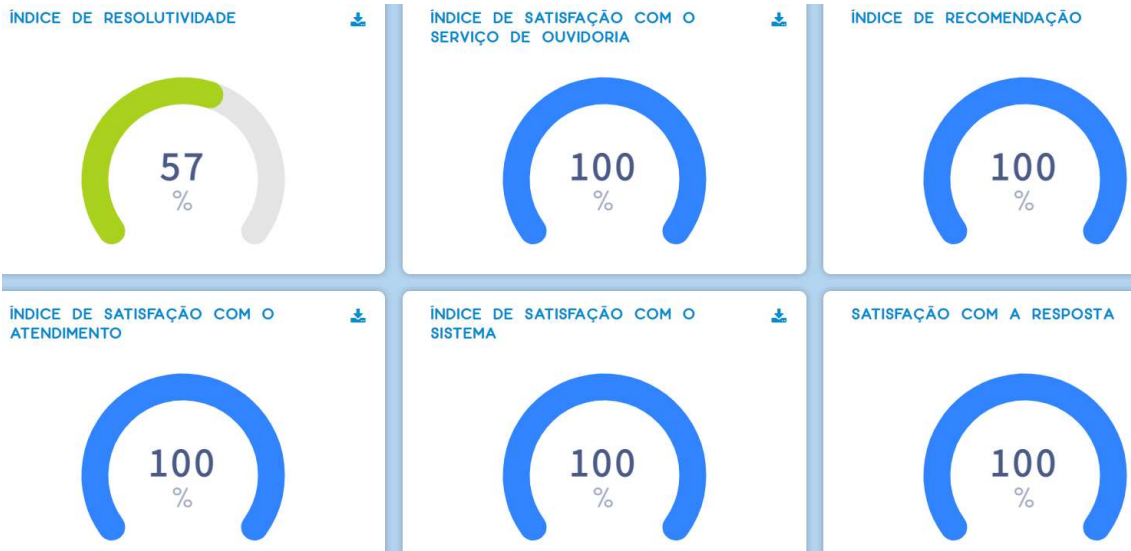 ÍNDICE DE RESOLUTIVIDADE
57
%
ÍNDICE DE SATISFAÇÃO COM O
SERVIÇO DE OUVIDORIA
100
%
ÍNDICE DE RECOMENDAÇÃO
100
%
ÍNDICE DE SATISFAÇÃO COM O
ATENDIMENTO
100
%
ÍNDICE DE SATISFAÇÃO COM O
SISTEMA
100
%
SATISFAÇÃO COM A RESPOSTA
100
%